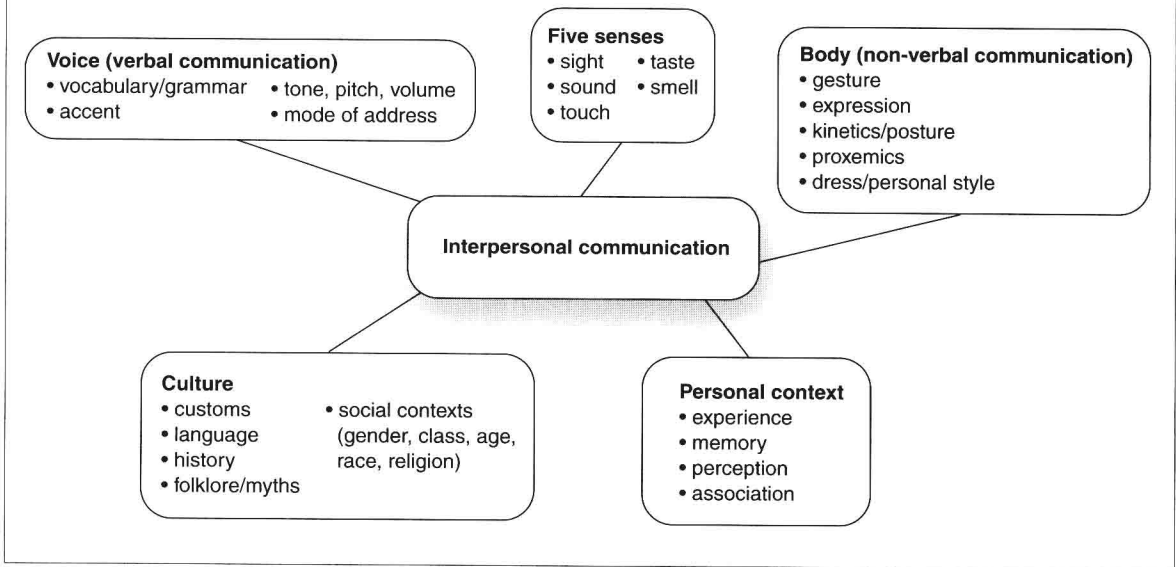 Voice (verbal communication)
• vocabulary/grammar • tone, pitch, volume
• accent • mode of address
Five senses
• sight • taste
• sound • smell
• touch
Body (non-verbal communication)
• gesture
• expression
• kinetics/posture
• proxemics
• dress/personal style
Interpersonal communication
Culture
• customs • social contexts
• language (gender, class, age,
• history race, religion)
• folklore/myths
Personal context
• experience
• memory
• perception
• association